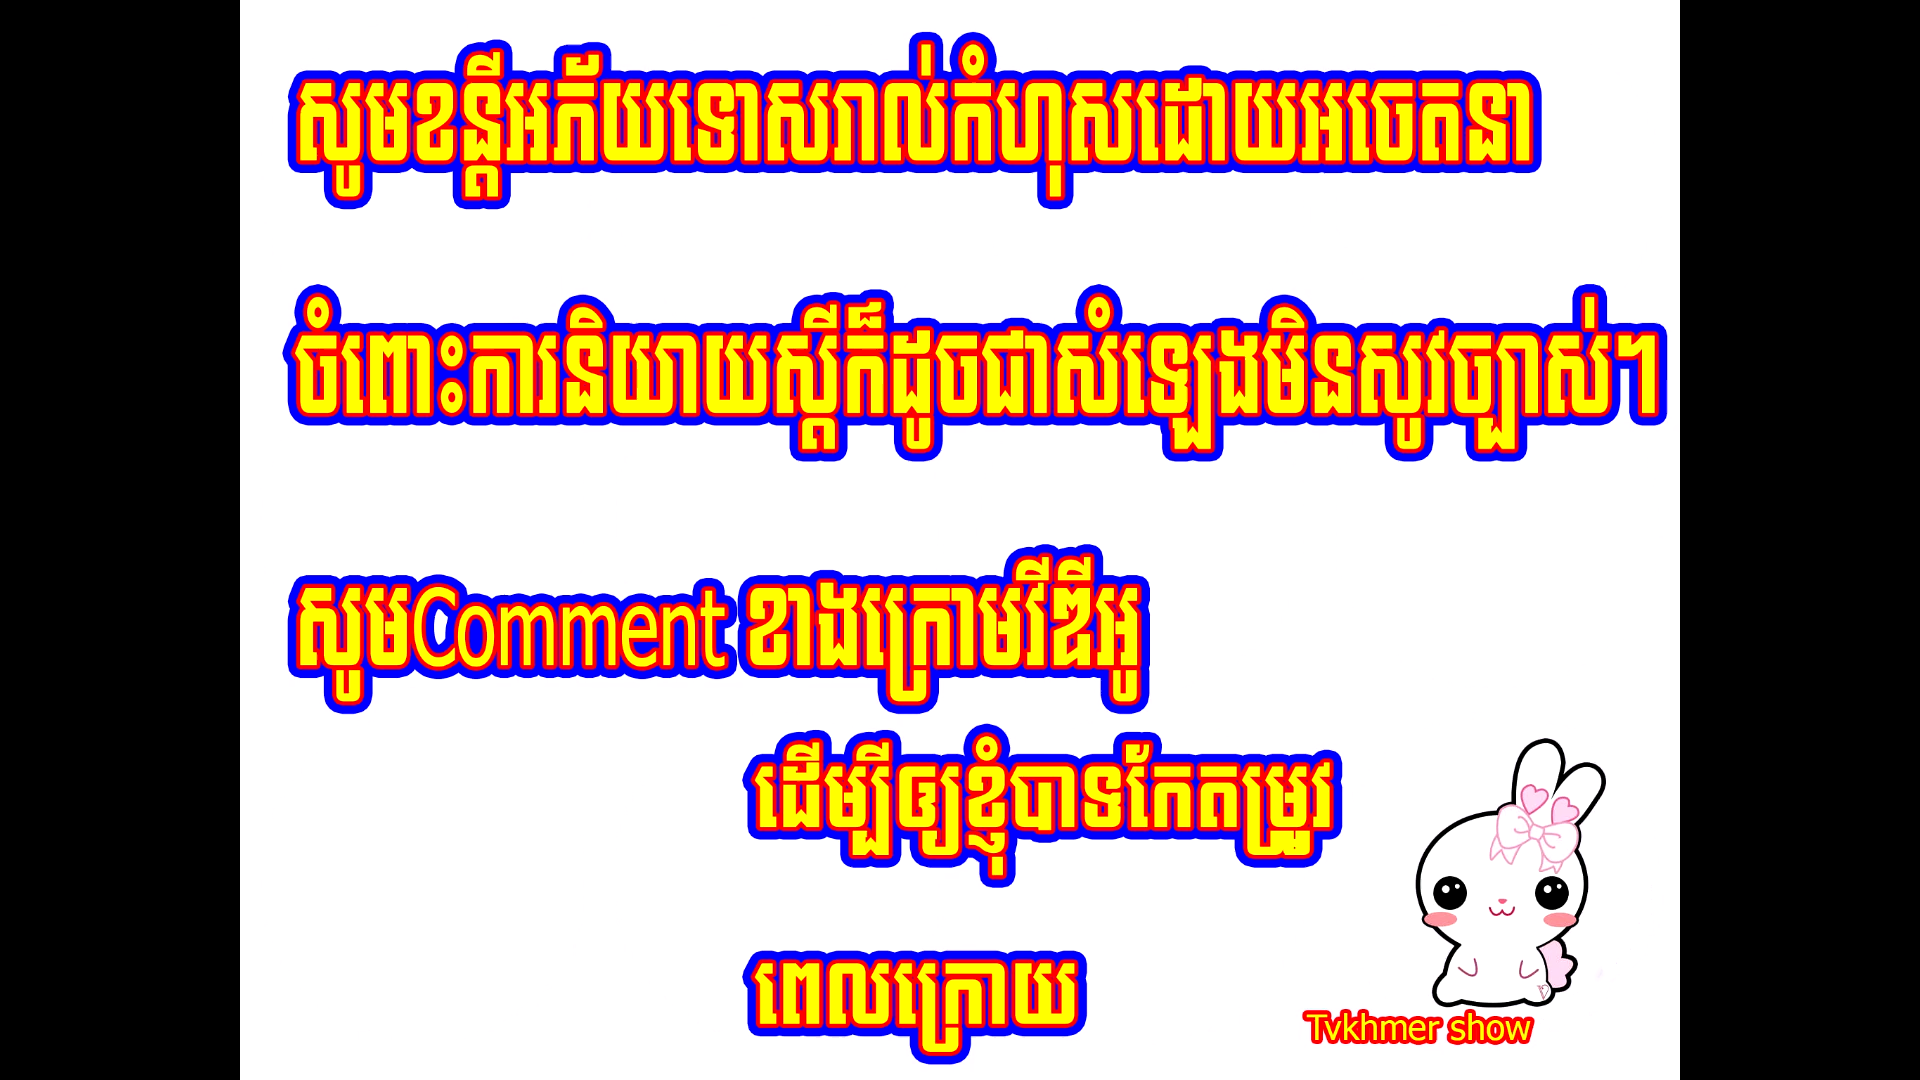 សូមខន្តីអភ័យទោសរាល់កំហុសដោយអចេតនា
ចំពោះការនិយាយស្តីក៏ដូចជាសំឡេងមិនសូវច្បាស់ៗ
សូមComment ខាងក្រោមវីឌីអូ
ដើម្បីឲ្យខ្ញុំបាទកែតម្រូវ
ពេលក្រោយ
Tvkhmer show